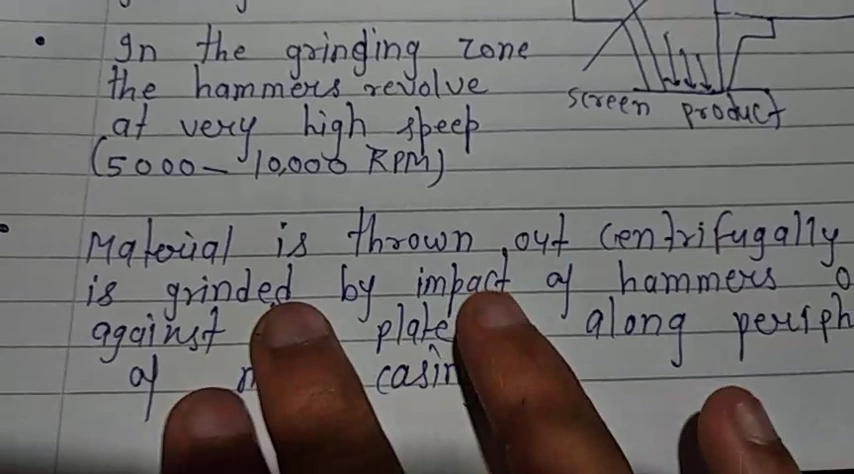 In the grinding zone
the hammers revolve
at very high speep
(5000 - 10,000 RPM)
screen product
Material is thrown out centrifugally
is grinded by impact of hammers
against plate along periph
of casin